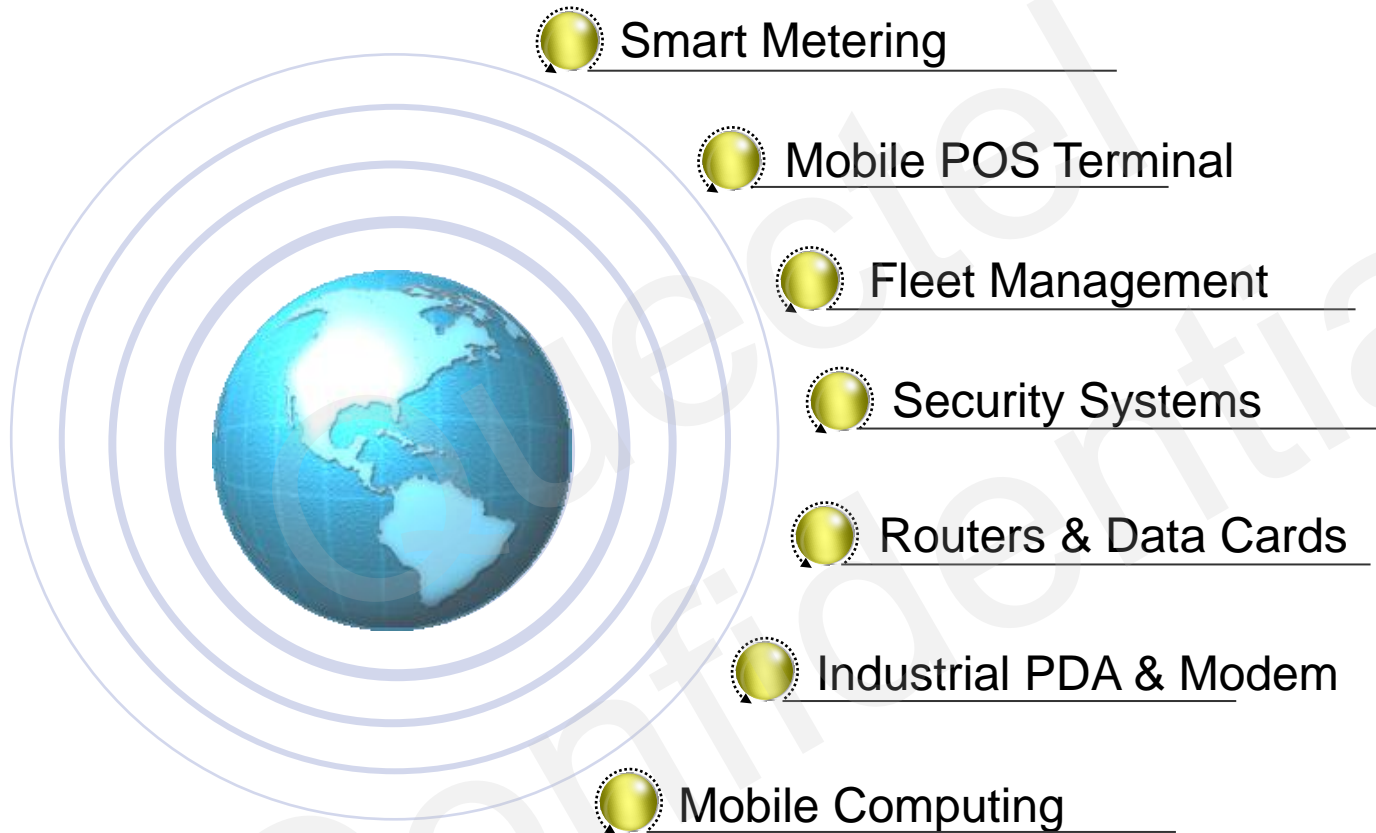 Smart Metering
Mobile POS Terminal
Fleet Management
Security Systems
Routers & Data Cards
Industrial PDA & Modem
Mobile Computing
Quectel
Confidential